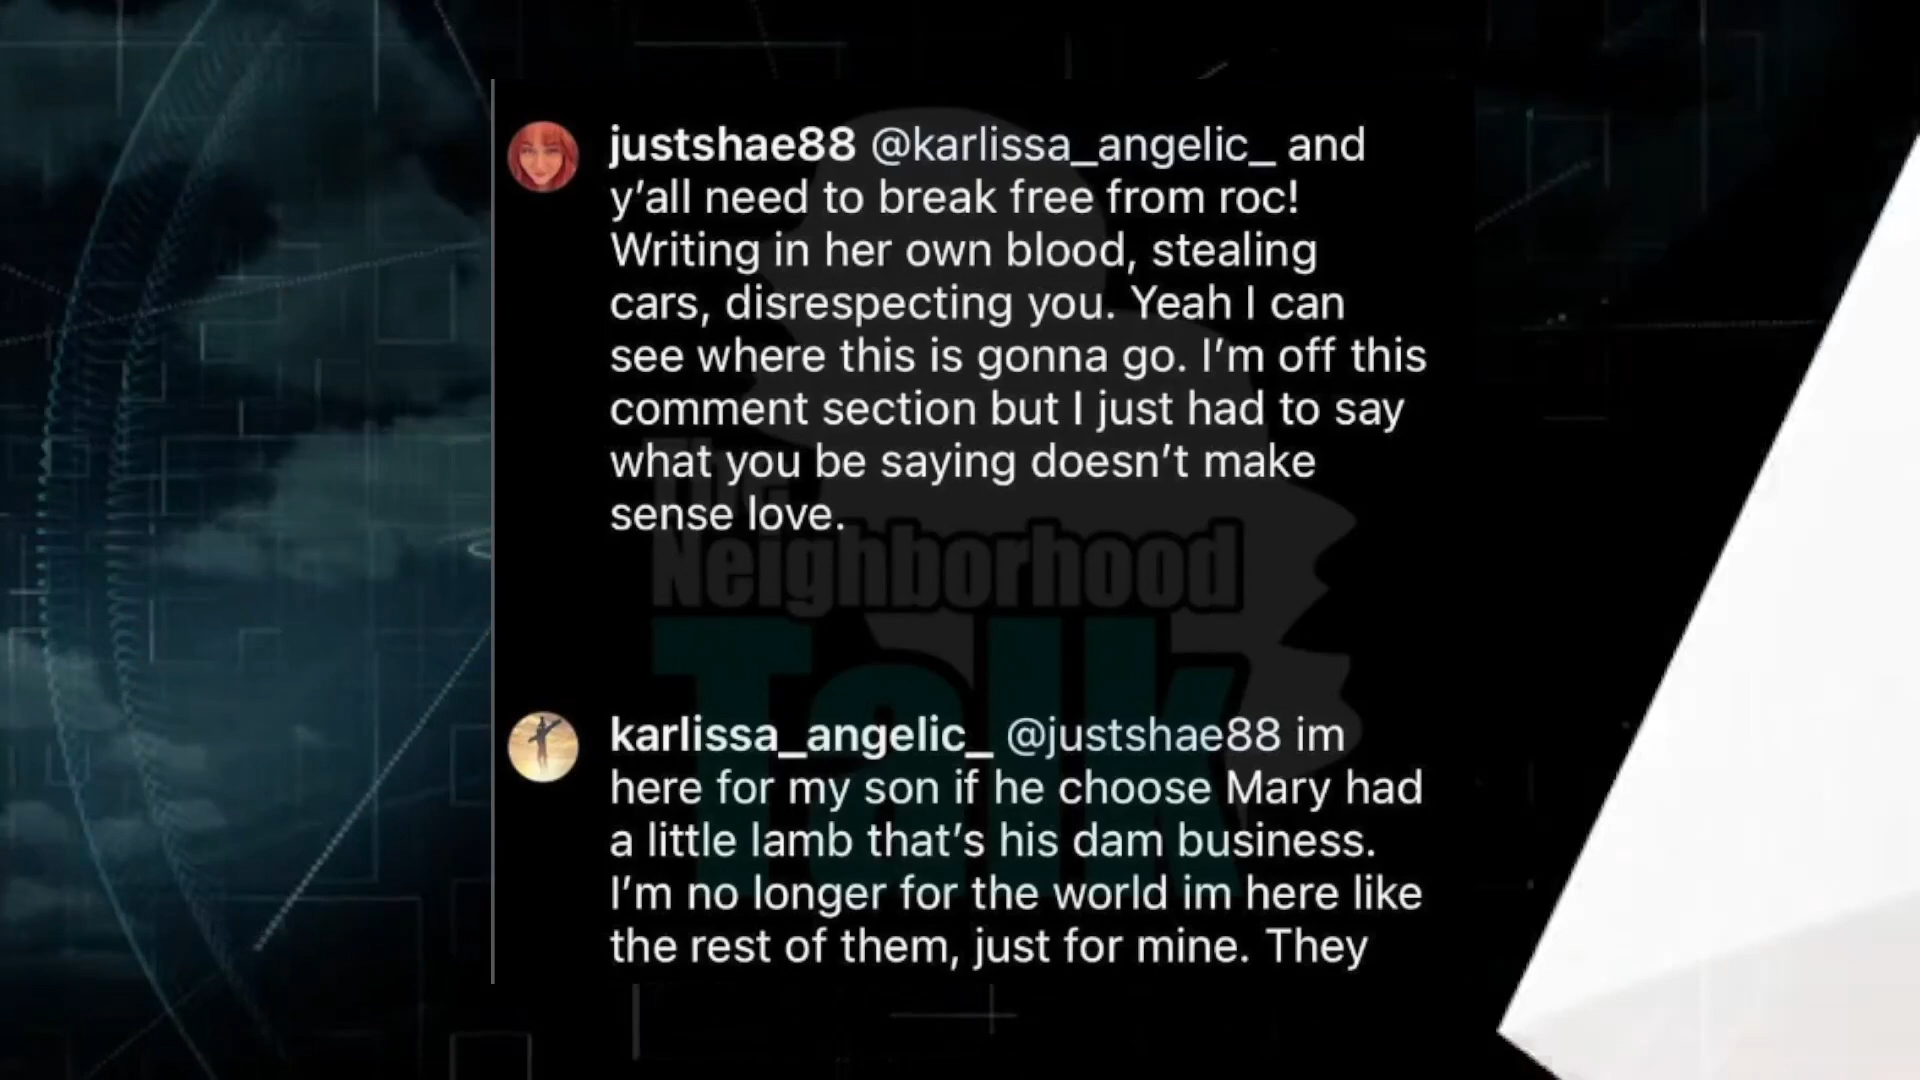 justshae88 @karlissa_angelic_ and
y’all need to break free from roc!
Writing in her own blood, stealing
cars, disrespecting you. Yeah I can
see where this is gonna go. I’m off this
comment section but I just had to say
what you be saying doesn’t make
sense love.
The
Neighborhood
Talk
karlissa_angelic_ @justshae88 im
here for my son if he choose Mary had
a little lamb that’s his dam business.
I’m no longer for the world im here like
the rest of them, just for mine. They